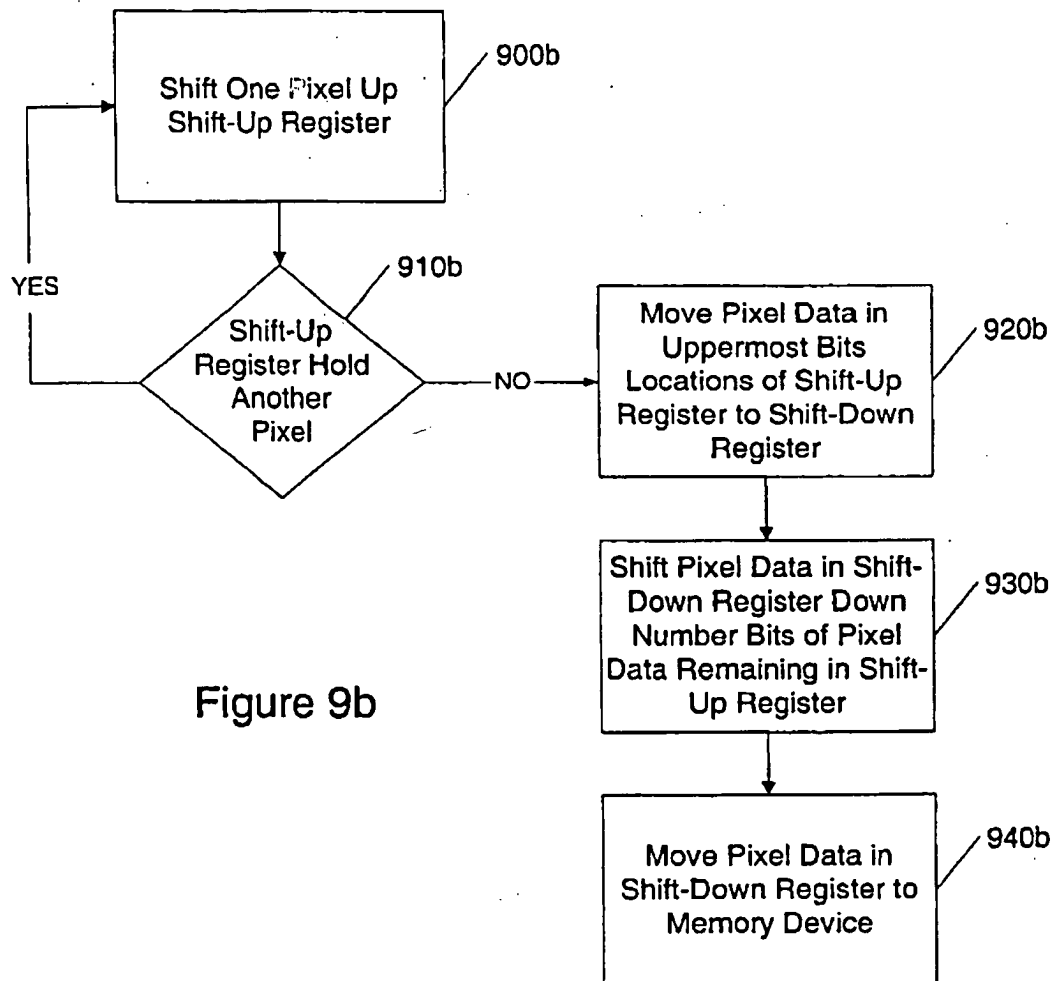 900b
Shift One Pixel Up
Shift-Up Register
YES
910b
Shift-Up
Register Hold
Another
Pixel
NO
920b
Move Pixel Data in
Uppermost Bits
Locations of Shift-Up
Register to Shift-Down
Register
930b
Shift Pixel Data in Shift-
Down Register Down
Number Bits of Pixel
Data Remaining in Shift-
Up Register
Figure 9b
940b
Move Pixel Data in
Shift-Down Register to
Memory Device